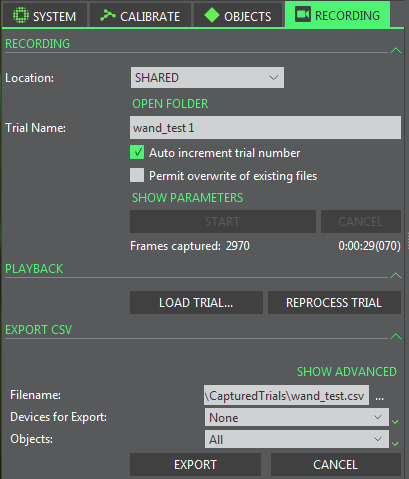 SYSTEM CALIBRATE OBJECTS RECORDING
RECORDING
Location: SHARED
OPEN FOLDER
Trial Name: wand_test 1
Auto increment trial number
Permit overwrite of existing files
SHOW PARAMETERS
START CANCEL
Frames captured: 2970 0:00:29(070)
PLAYBACK
LOAD TRIAL... REPROCESS TRIAL
EXPORT CSV
SHOW ADVANCED
Filename: \CapturedTrials\wand_test.csv ...
Devices for Export: None
Objects: All
EXPORT CANCEL